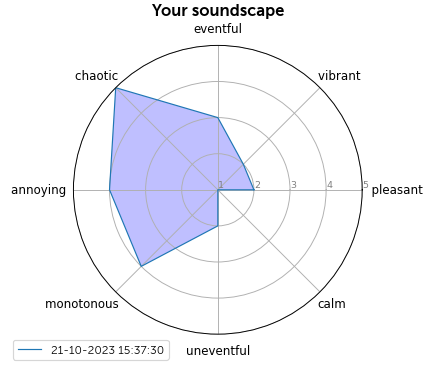 Your soundscape
eventful
chaotic
vibrant
annoying
1
2
3
4
5
pleasant
monotonous
calm
21-10-2023 15:37:30
uneventful